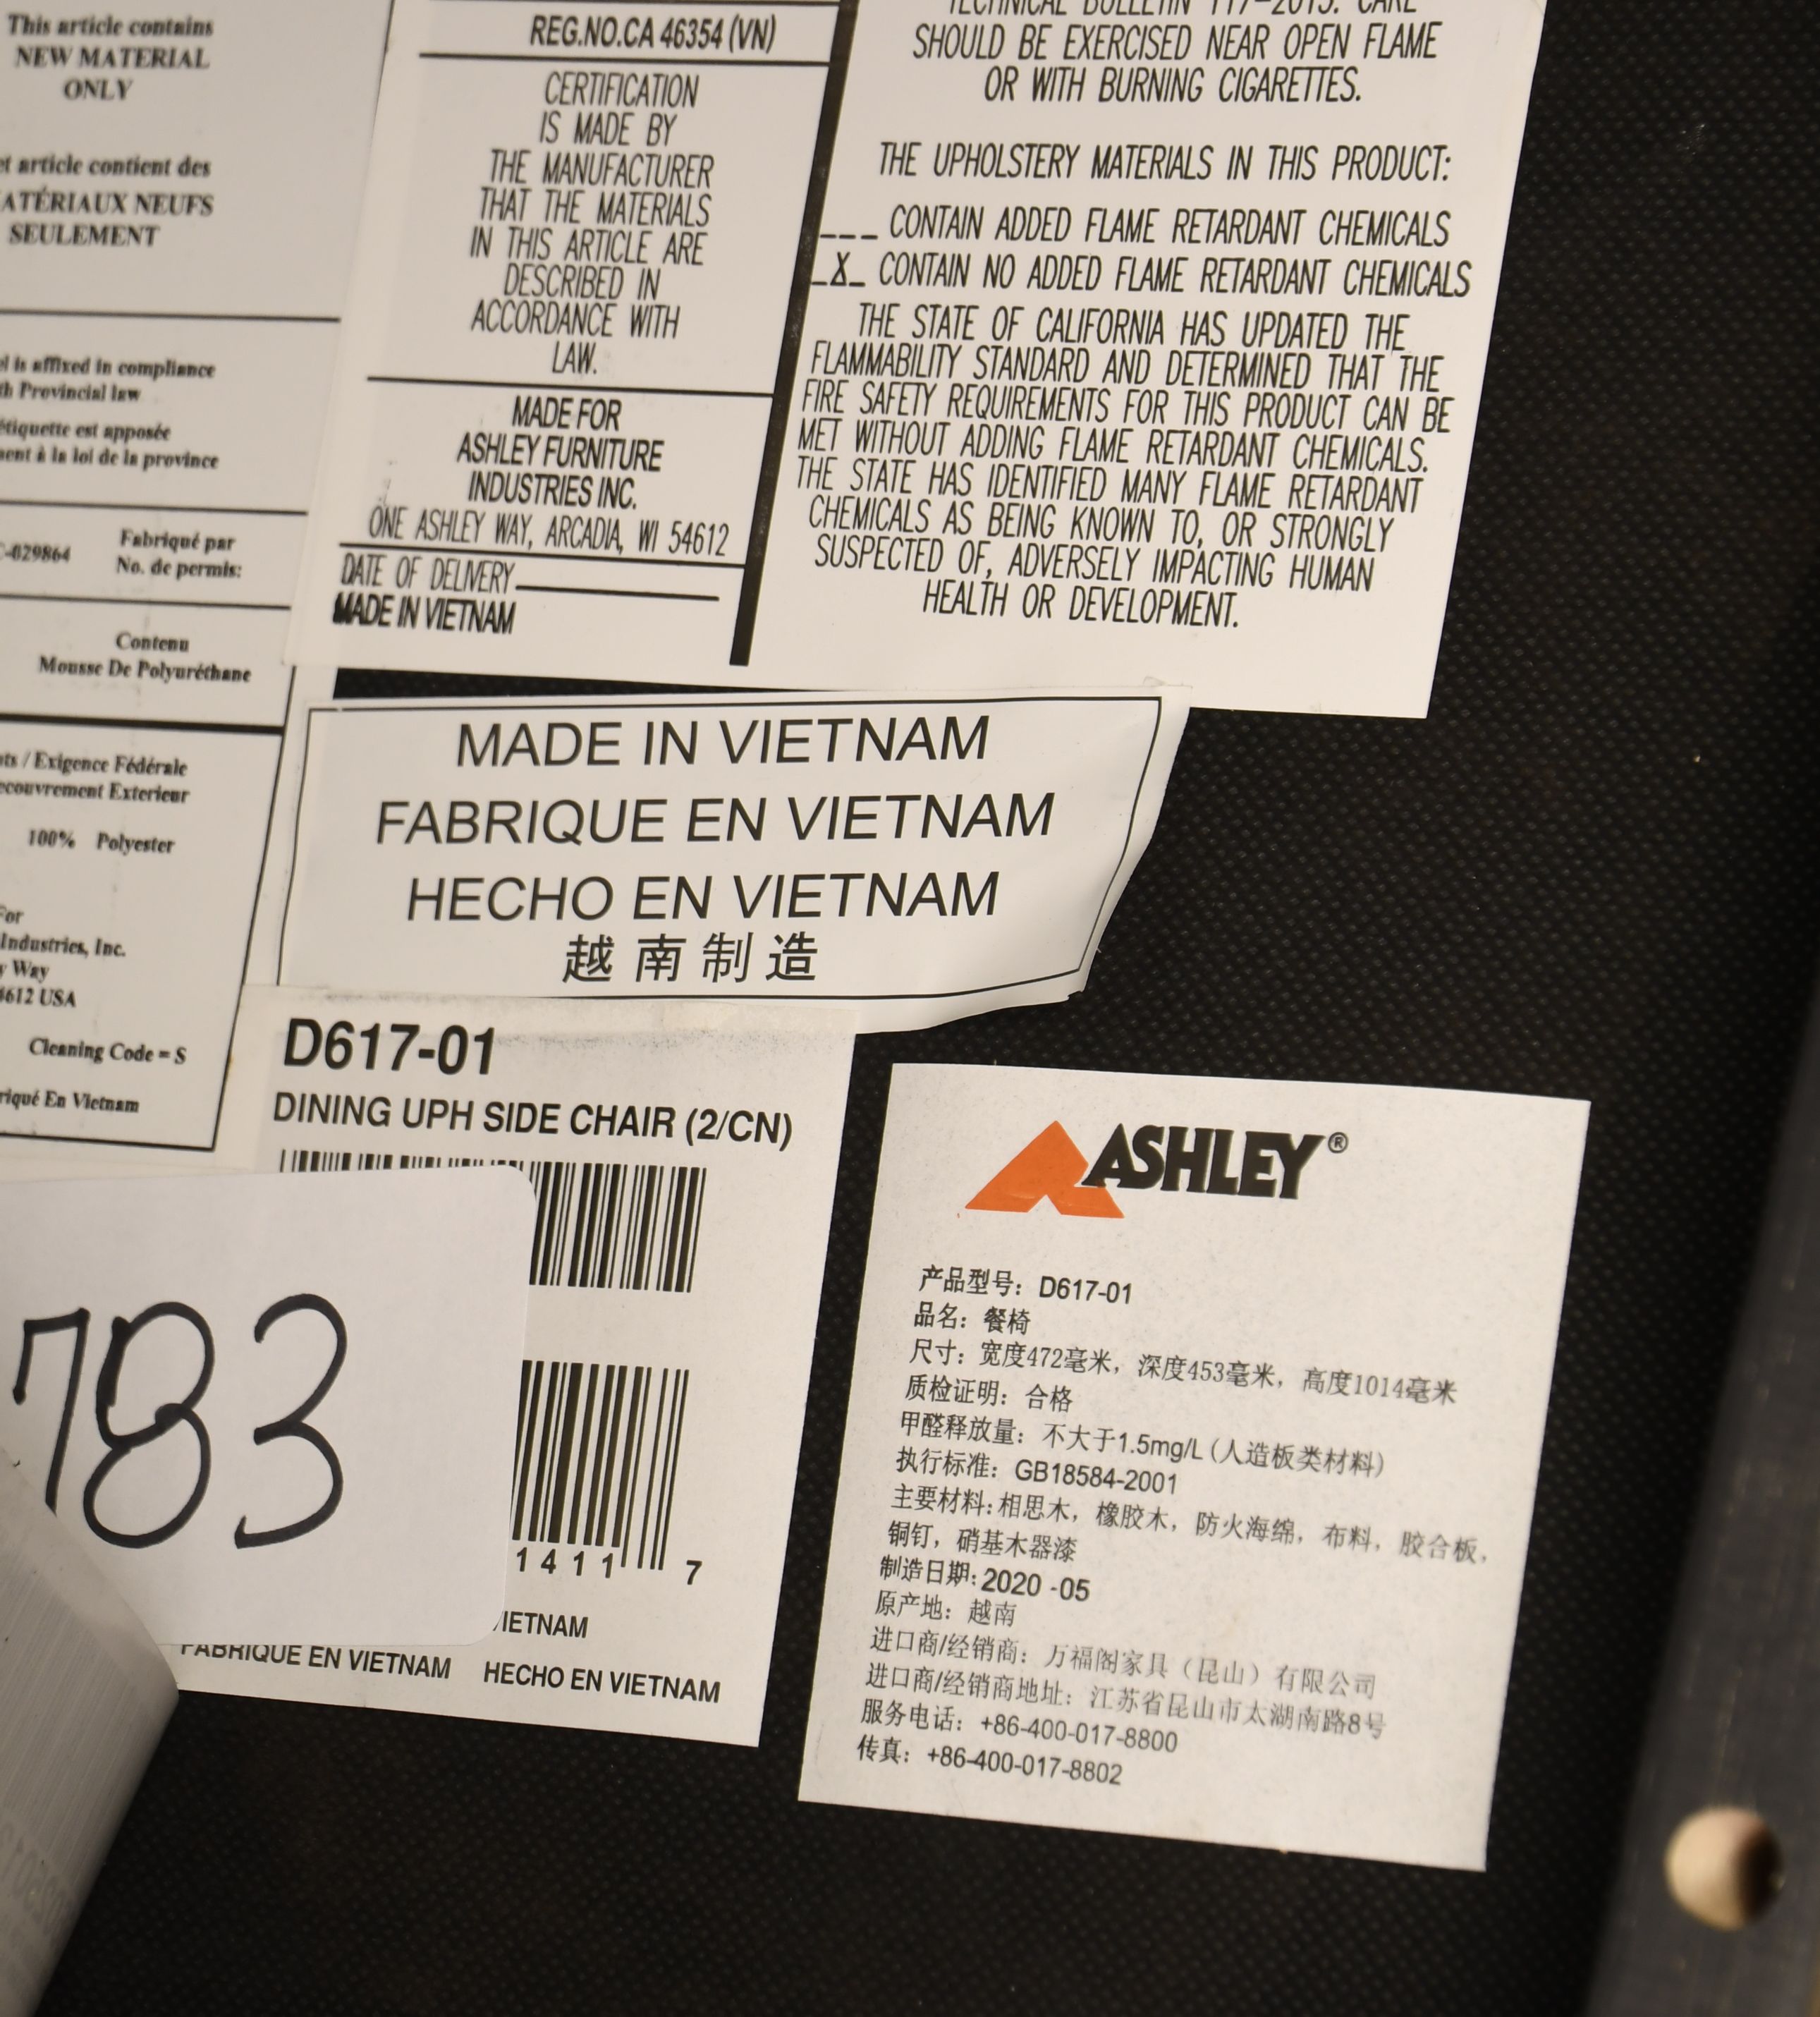 This article contains
NEW MATERIAL
ONLY
et article contient des
ATÉRIAUX NEUFS
SEULEMENT
el is affixed in compliance
th Provincial law
étiquette est apposée
ment à la loi de la province
C-029864
Fabriqué par
No. de permis:
Contenu
Mousse De Polyuréthane
nts / Exigence Fédérale
ecouvrement Exterieur
100% Polyester
For
Industries, Inc.
y Way
4612 USA
Cleaning Code = S
riqué En Vietnam
REG.NO.CA 46354 (VN)
CERTIFICATION
IS MADE BY
THE MANUFACTURER
THAT THE MATERIALS
IN THIS ARTICLE ARE
DESCRIBED IN
ACCORDANCE WITH
LAW.
MADE FOR
ASHLEY FURNITURE
INDUSTRIES INC.
ONE ASHLEY WAY, ARCADIA, WI 54612
DATE OF DELIVERY
MADE IN VIETNAM
TECHNICAL BULLETIN 117-2013. CARE
SHOULD BE EXERCISED NEAR OPEN FLAME
OR WITH BURNING CIGARETTES.
THE UPHOLSTERY MATERIALS IN THIS PRODUCT:
___ CONTAIN ADDED FLAME RETARDANT CHEMICALS
_X_ CONTAIN NO ADDED FLAME RETARDANT CHEMICALS
THE STATE OF CALIFORNIA HAS UPDATED THE
FLAMMABILITY STANDARD AND DETERMINED THAT THE
FIRE SAFETY REQUIREMENTS FOR THIS PRODUCT CAN BE
MET WITHOUT ADDING FLAME RETARDANT CHEMICALS.
THE STATE HAS IDENTIFIED MANY FLAME RETARDANT
CHEMICALS AS BEING KNOWN TO, OR STRONGLY
SUSPECTED OF, ADVERSELY IMPACTING HUMAN
HEALTH OR DEVELOPMENT.
MADE IN VIETNAM
FABRIQUE EN VIETNAM
HECHO EN VIETNAM
越南制造
D617-01
DINING UPH SIDE CHAIR (2/CN)
783
1411 7
IETNAM
FABRIQUE EN VIETNAM HECHO EN VIETNAM
ASHLEY®
产品型号：D617-01
品名：餐椅
尺寸：宽度472毫米，深度453毫米，高度1014毫米
质检证明：合格
甲醛释放量：不大于1.5mg/L (人造板类材料)
执行标准：GB18584-2001
主要材料:相思木，橡胶木，防火海绵，布料，胶合板，
铜钉，硝基木器漆
制造日期:2020 -05
原产地：越南
进口商/经销商：万福阁家具（昆山）有限公司
进口商/经销商地址：江苏省昆山市太湖南路8号
服务电话：+86-400-017-8800
传真：+86-400-017-8802